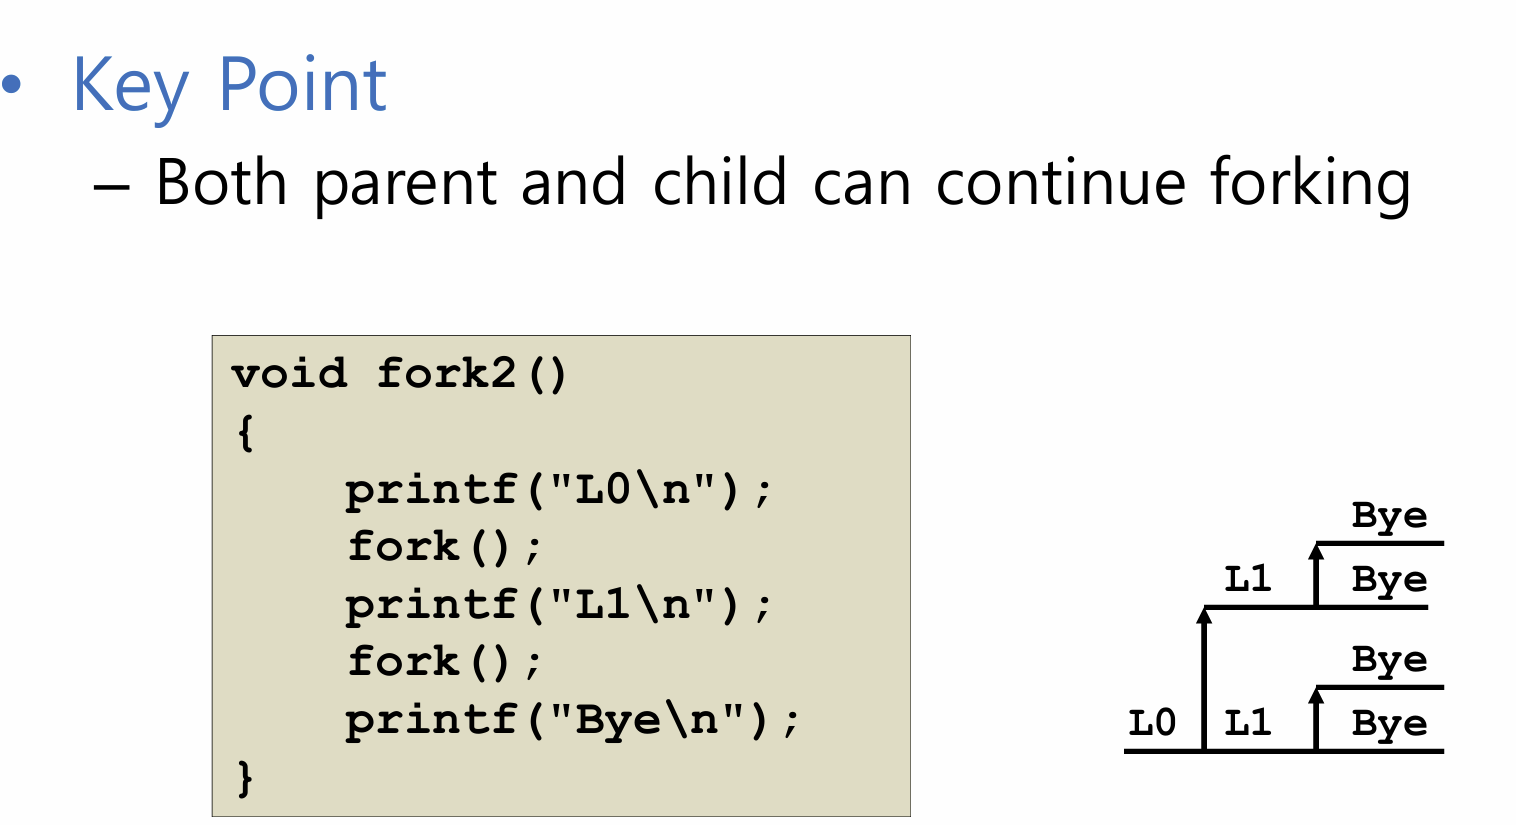 • Key Point
– Both parent and child can continue forking
void fork2()
{
    printf("L0\n");
    fork();
    printf("L1\n");
    fork();
    printf("Bye\n");
}
Bye
L1 Bye
Bye
L0 L1 Bye